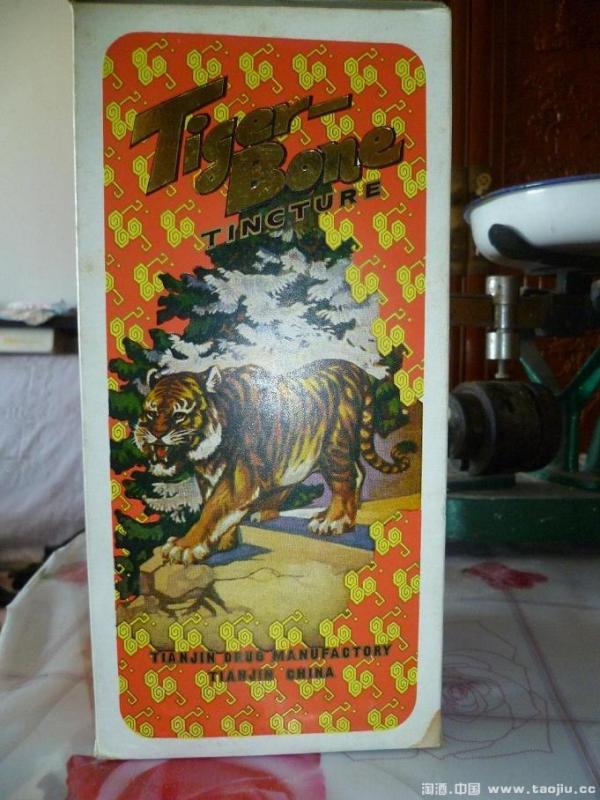 Tiger-
Bone
TINCTURE
TIANJIN DRUG MANUFACTORY
TIANJIN CHINA
淘酒.中国 www.taojiu.cc